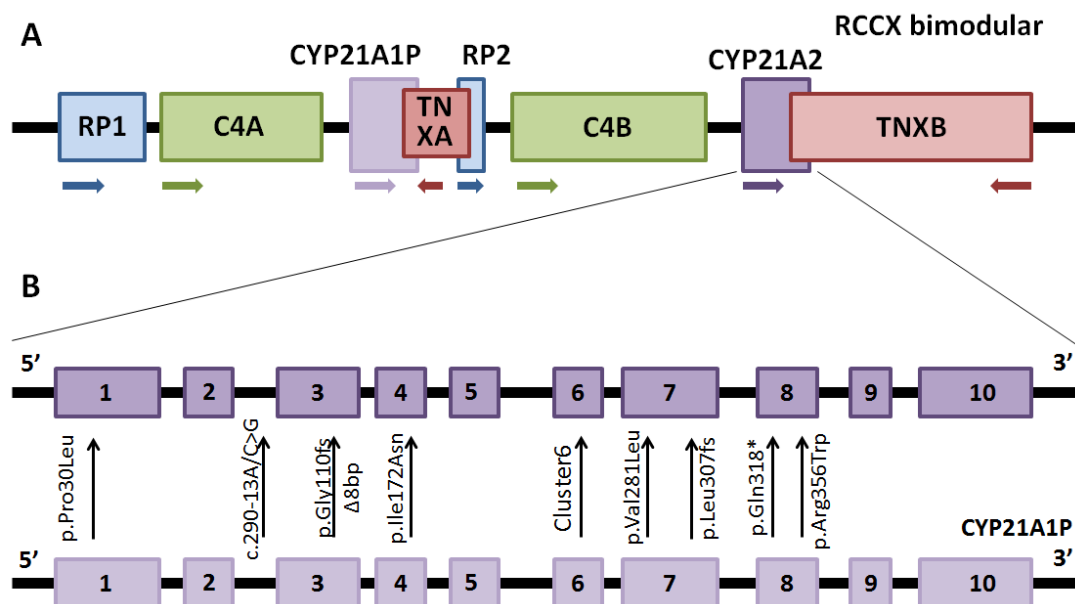 A
RCCX bimodular
CYP21A1P
RP2
CYP21A2
RP1
C4A
TN
XA
C4B
TNXB
B
5’
3’
1
2
3
4
5
6
7
8
9
10
p.Pro30Leu
c.290-13A/C>G
p.Gly110fs
Δ8bp
p.Ile172Asn
Cluster6
p.Val281Leu
p.Leu307fs
p.Gln318*
p.Arg356Trp
CYP21A1P
5’
3’
1
2
3
4
5
6
7
8
9
10